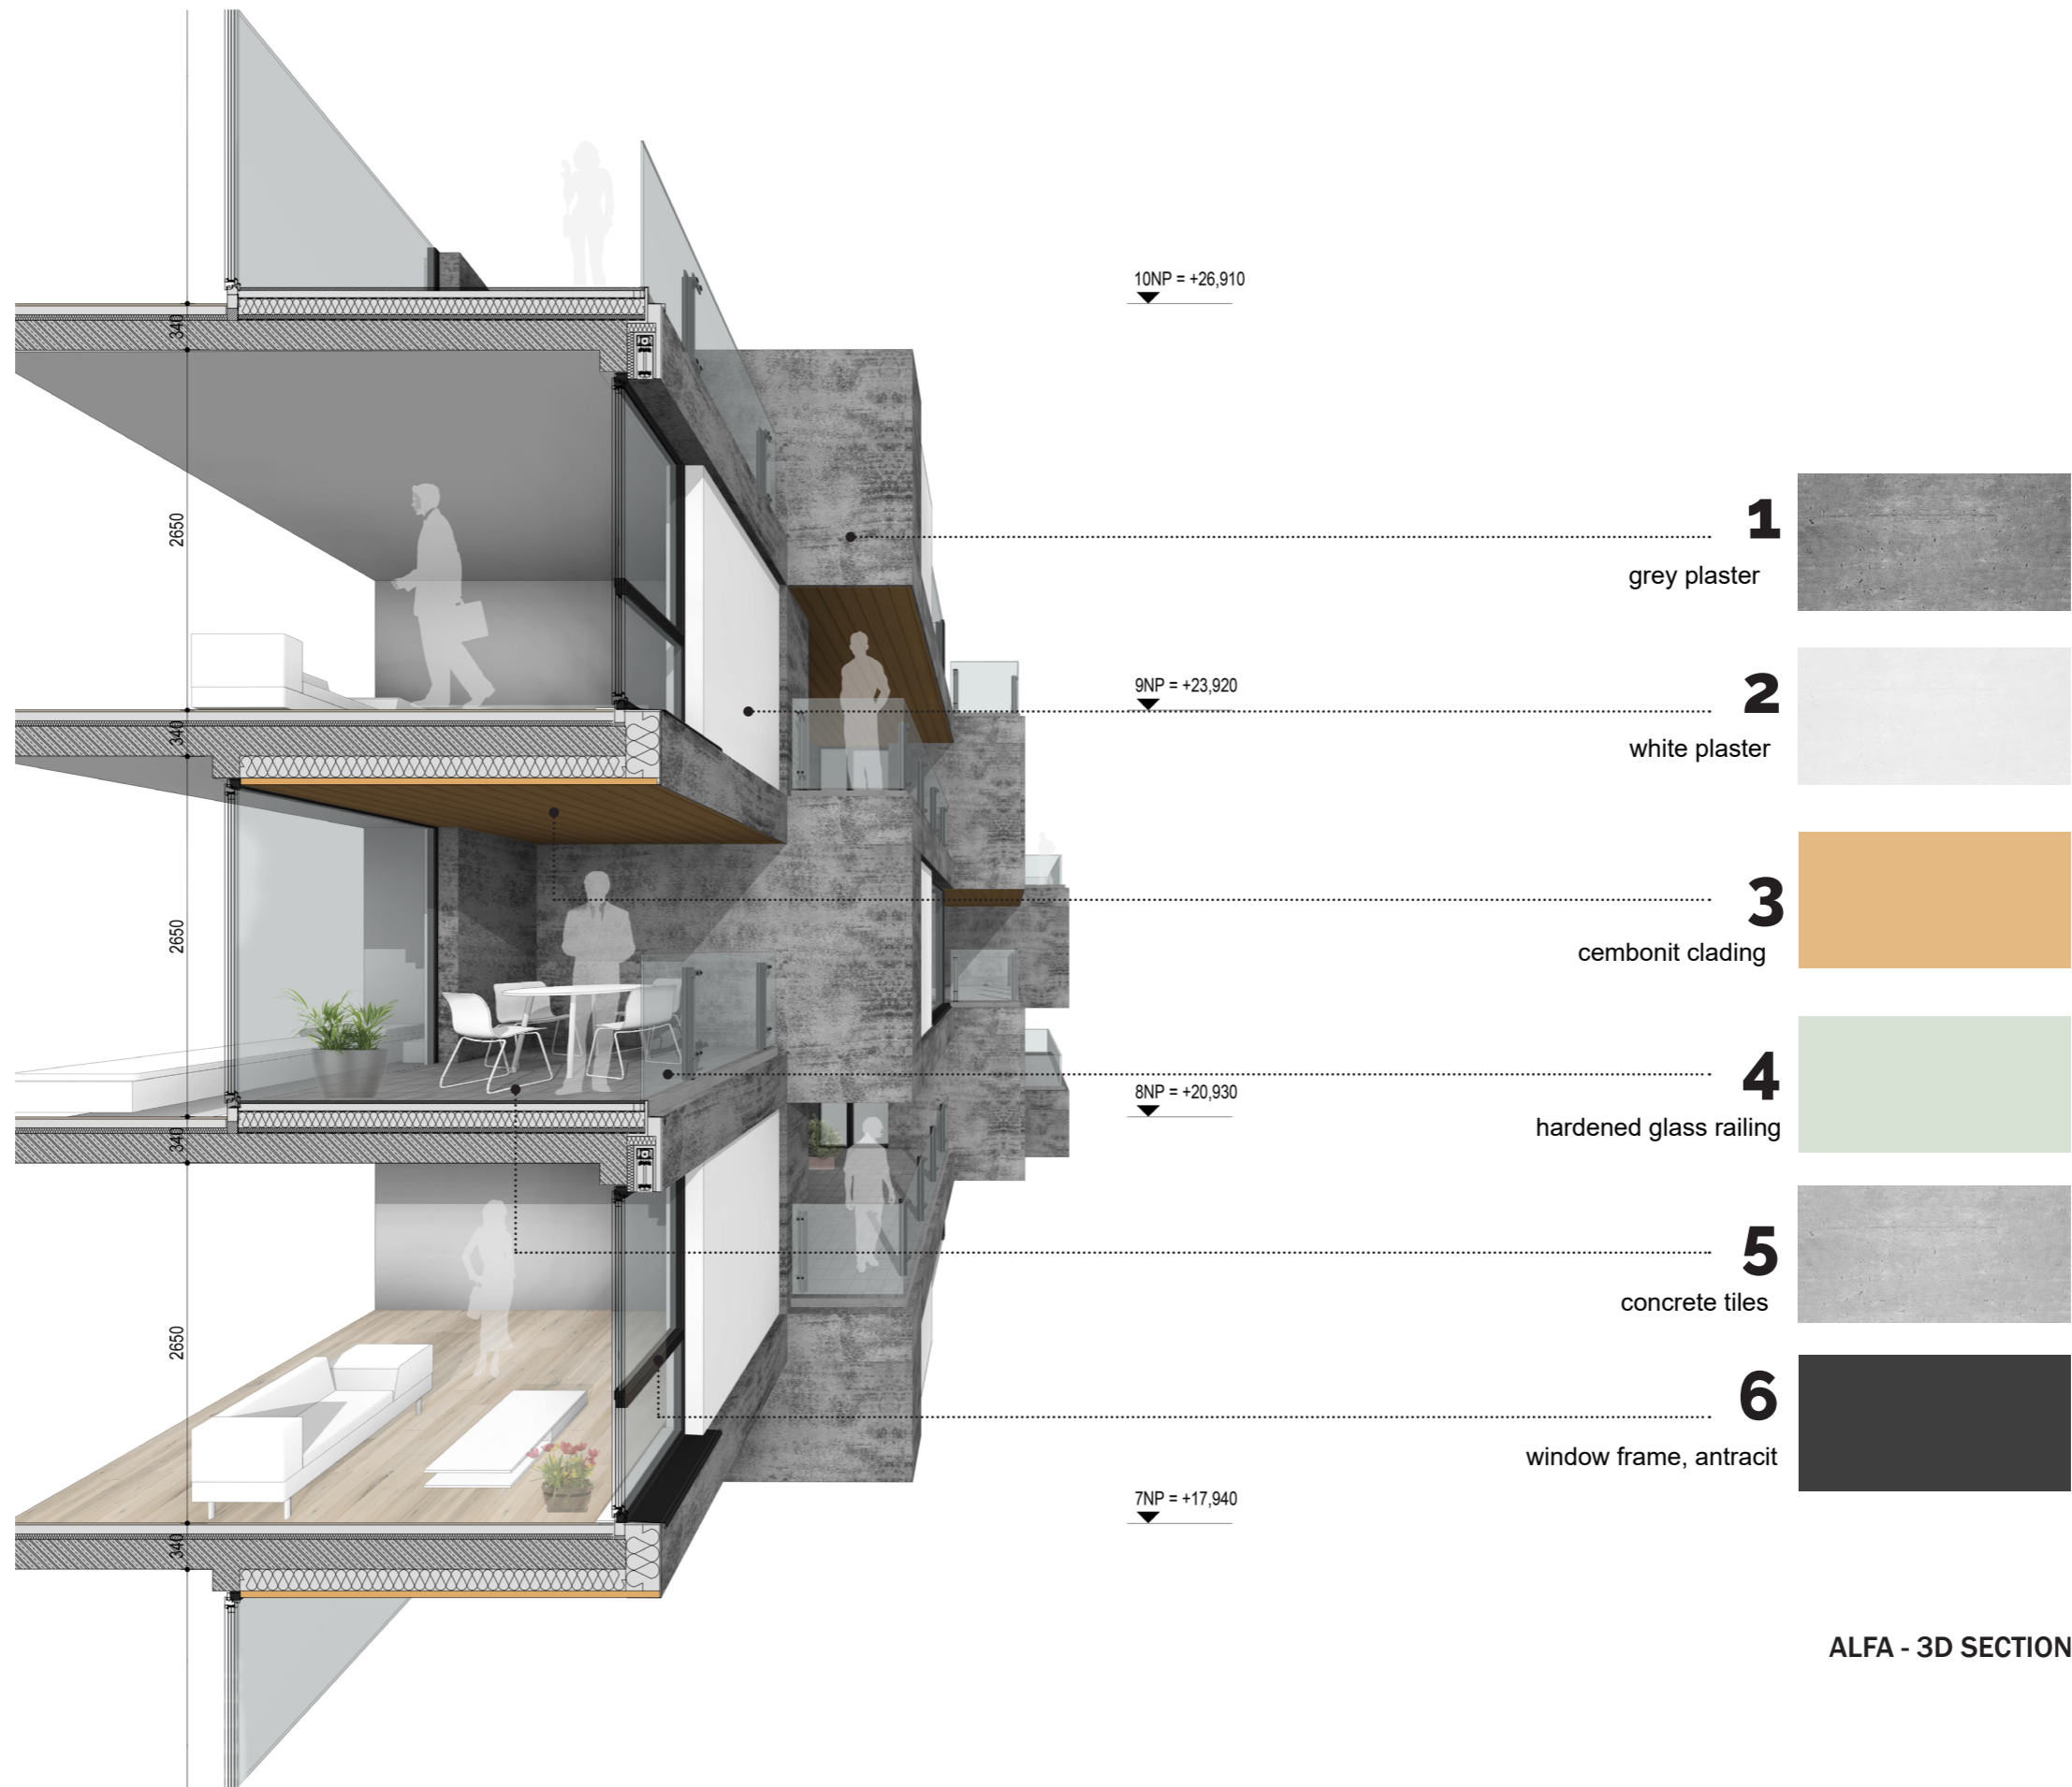 10NP = +26,910
340
2650
1
grey plaster
9NP = +23,920
2
white plaster
340
3
cembonit clading
2650
4
hardened glass railing
8NP = +20,930
340
5
concrete tiles
2650
6
window frame, antracit
7NP = +17,940
340
ALFA - 3D SECTION